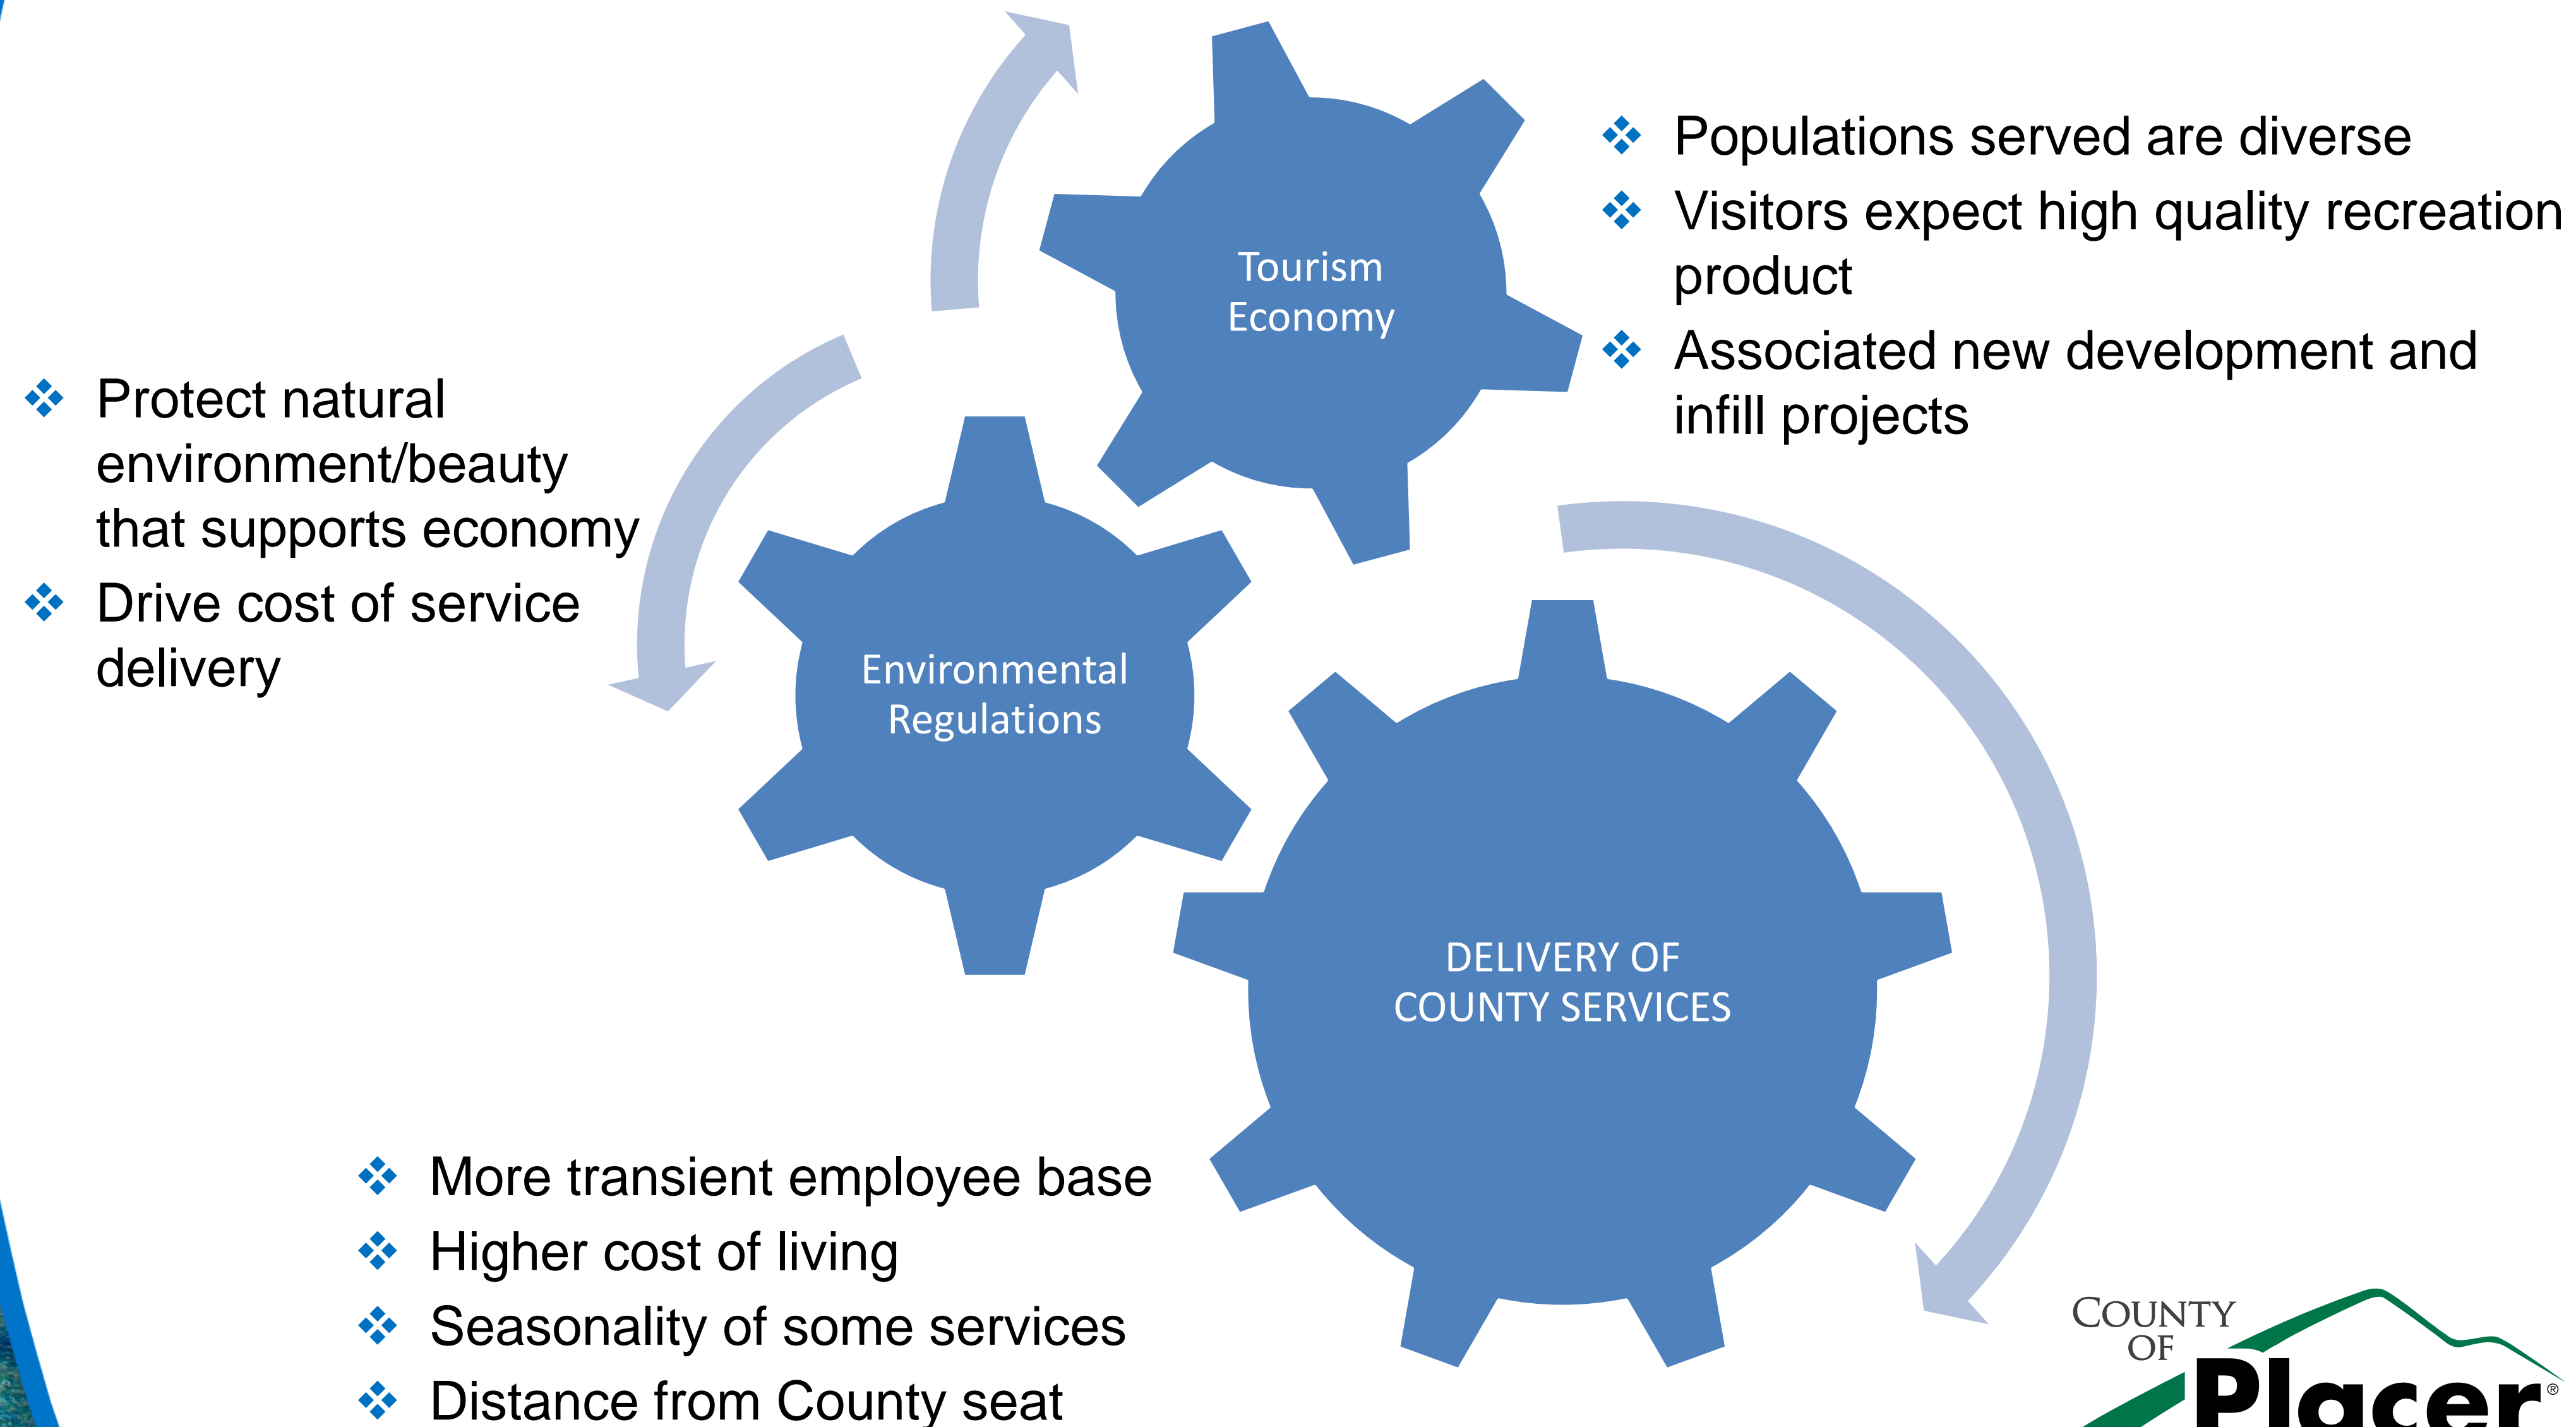 Tourism
Economy
Populations served are diverse
Visitors expect high quality recreation
product
Associated new development and
infill projects
Protect natural
environment/beauty
that supports economy
Drive cost of service
delivery
Environmental
Regulations
DELIVERY OF
COUNTY SERVICES
More transient employee base
Higher cost of living
Seasonality of some services
Distance from County seat
COUNTY
OF
Placer®